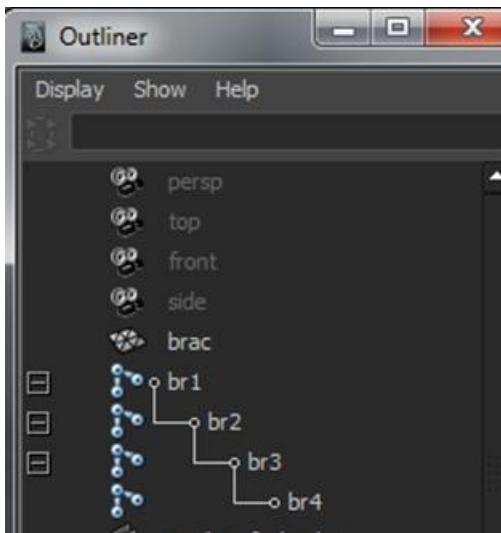 Outliner
Display Show Help
persp
top
front
side
brac
br1
br2
br3
br4